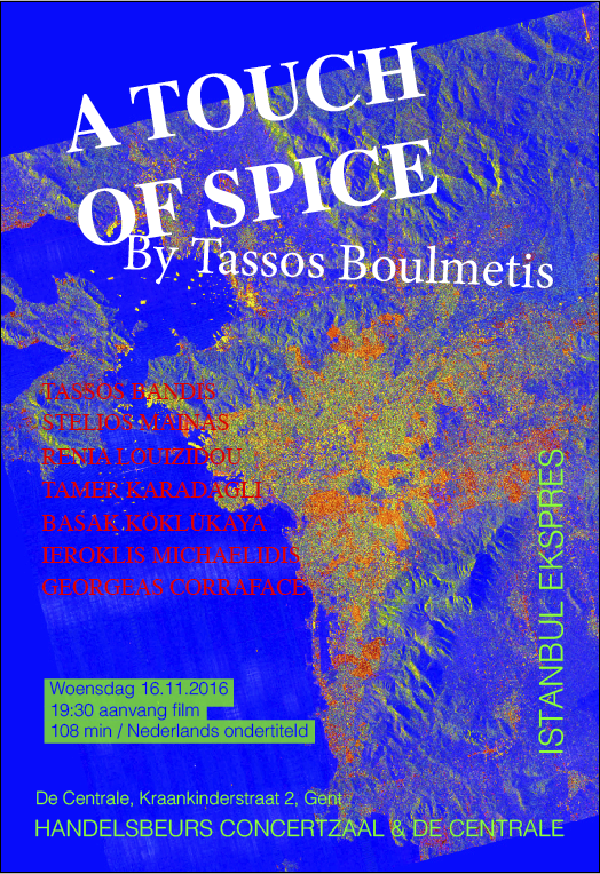 A TOUCH
OF SPICE
By Tassos Boulmetis
TASSOS BANDIS
STELIOS MAINAS
RENIA LOUIZIDOU
TAMER KARADAGLI
BASAK KÖKLÜKAYA
IEROKLIS MICHAELIDIS
GEORGEAS CORRAFACE
ISTANBUL EKSPRES
Woensdag 16.11.2016
19:30 aanvang film
108 min / Nederlands ondertiteld
De Centrale, Kraankinderstraat 2, Gent
HANDELSBEURS CONCERTZAAL & DE CENTRALE